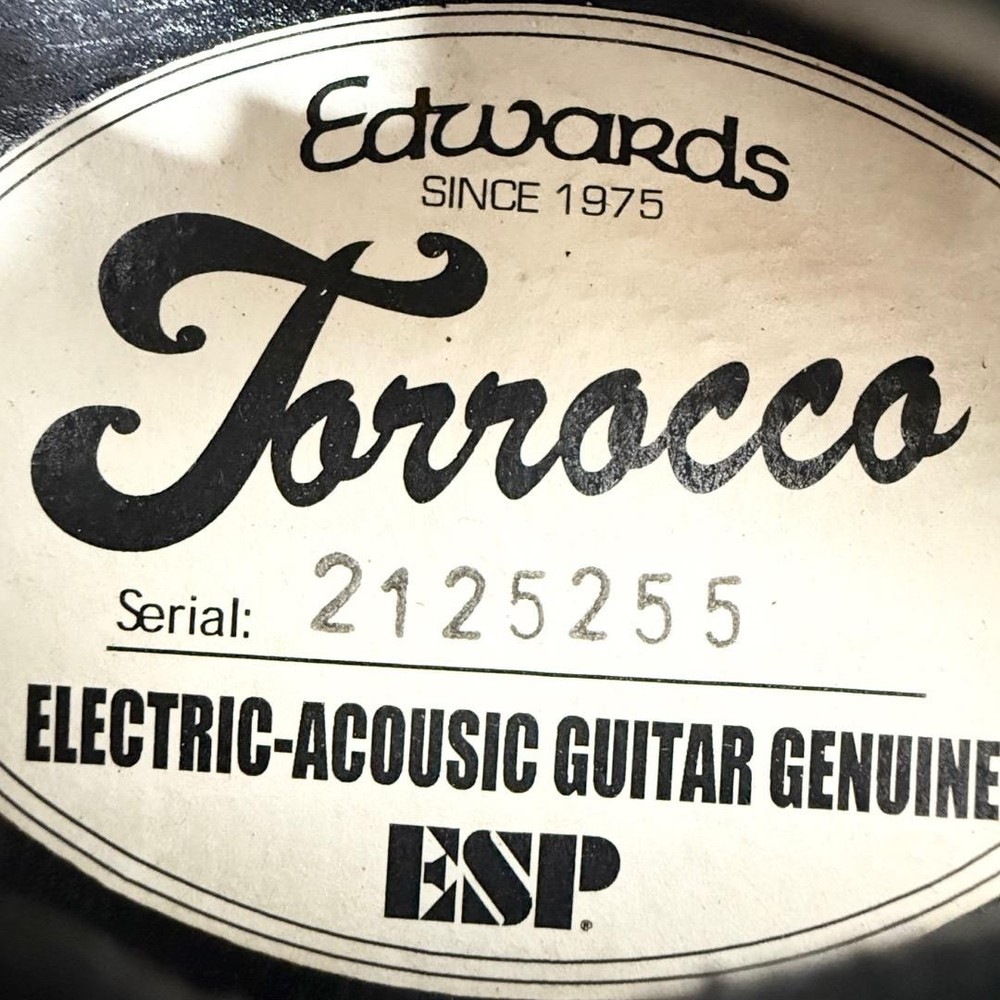 Edwards
SINCE 1975
Torrocco
Serial: 2125255
ELECTRIC-ACOUSIC GUITAR GENUINE
ESP®